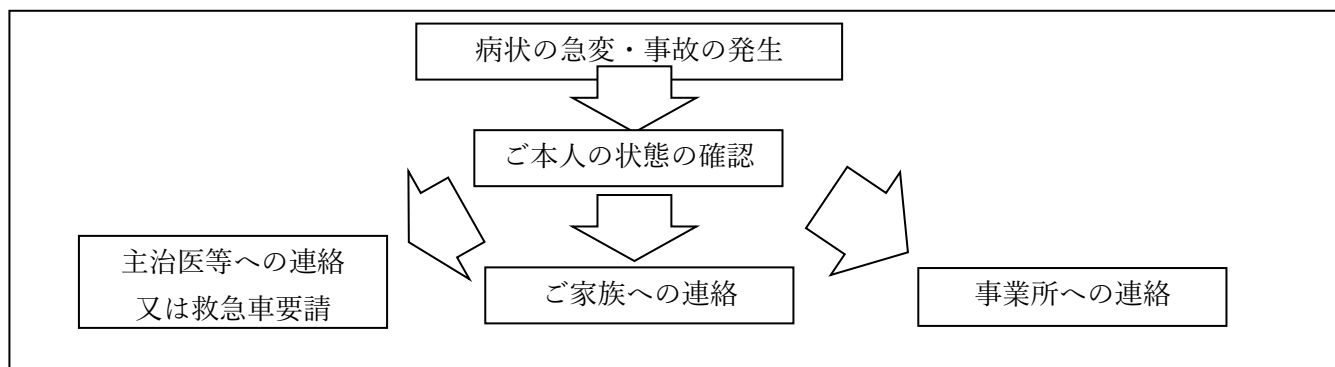 病状の急変・事故の発生
ご本人の状態の確認
主治医等への連絡
又は救急車要請
ご家族への連絡
事業所への連絡